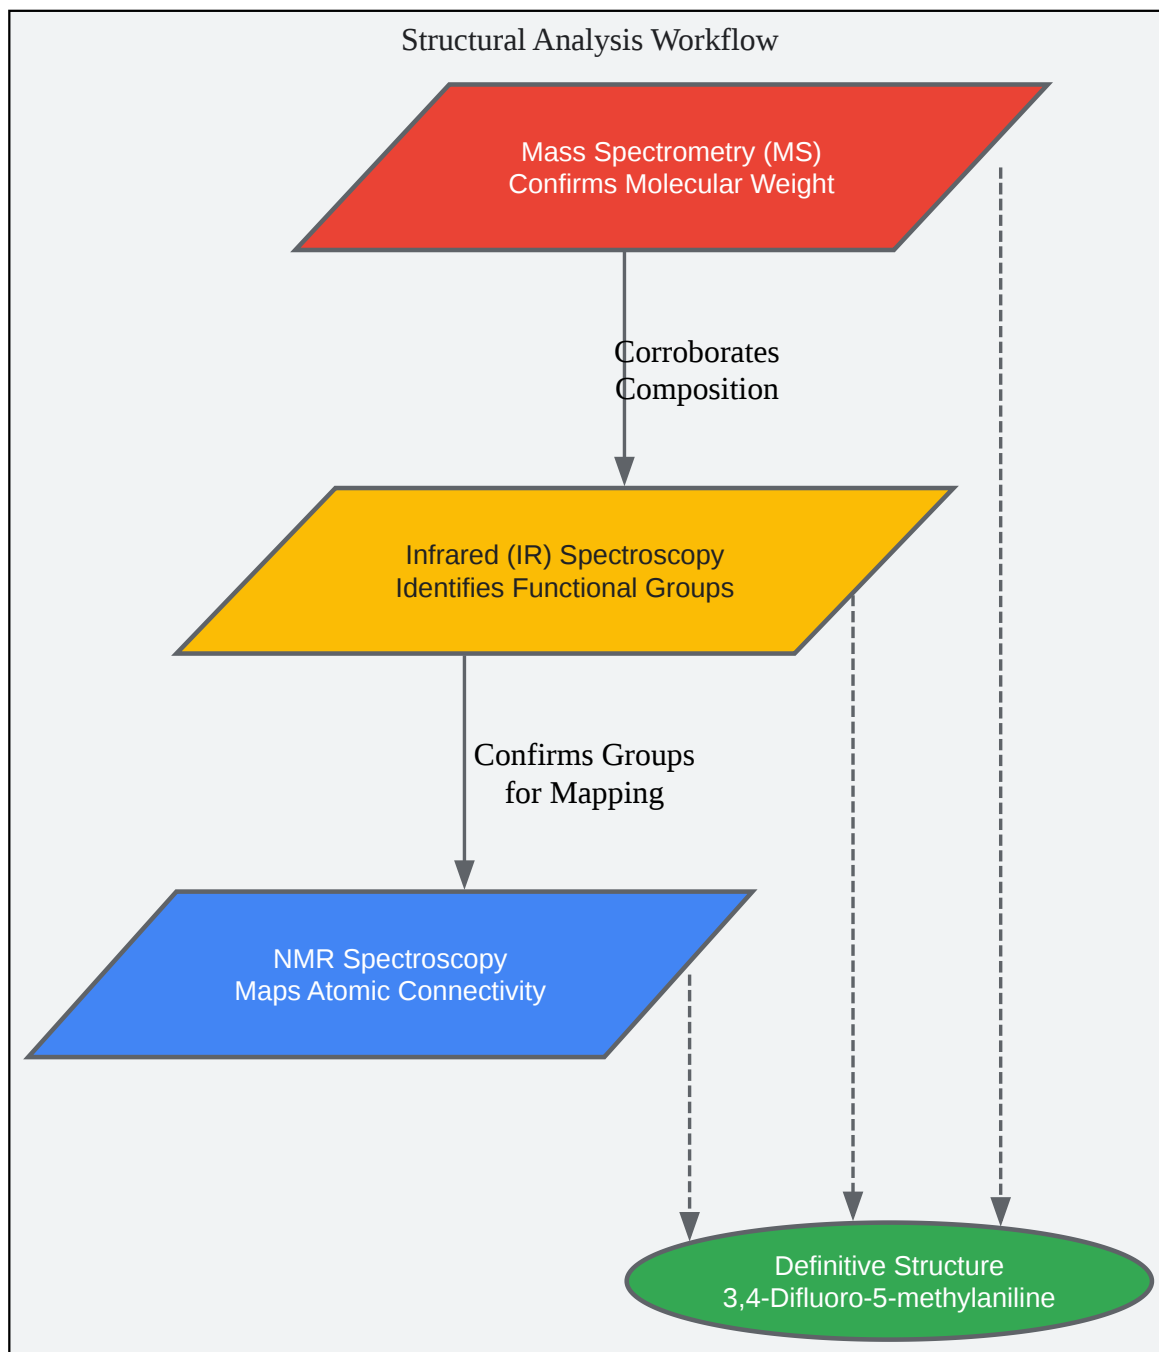 Structural Analysis Workflow
Mass Spectrometry (MS)
Confirms Molecular Weight
Corroborates
Composition
Infrared (IR) Spectroscopy
Identifies Functional Groups
Confirms Groups
for Mapping
NMR Spectroscopy
Maps Atomic Connectivity
Definitive Structure
3,4-Difluoro-5-methylaniline